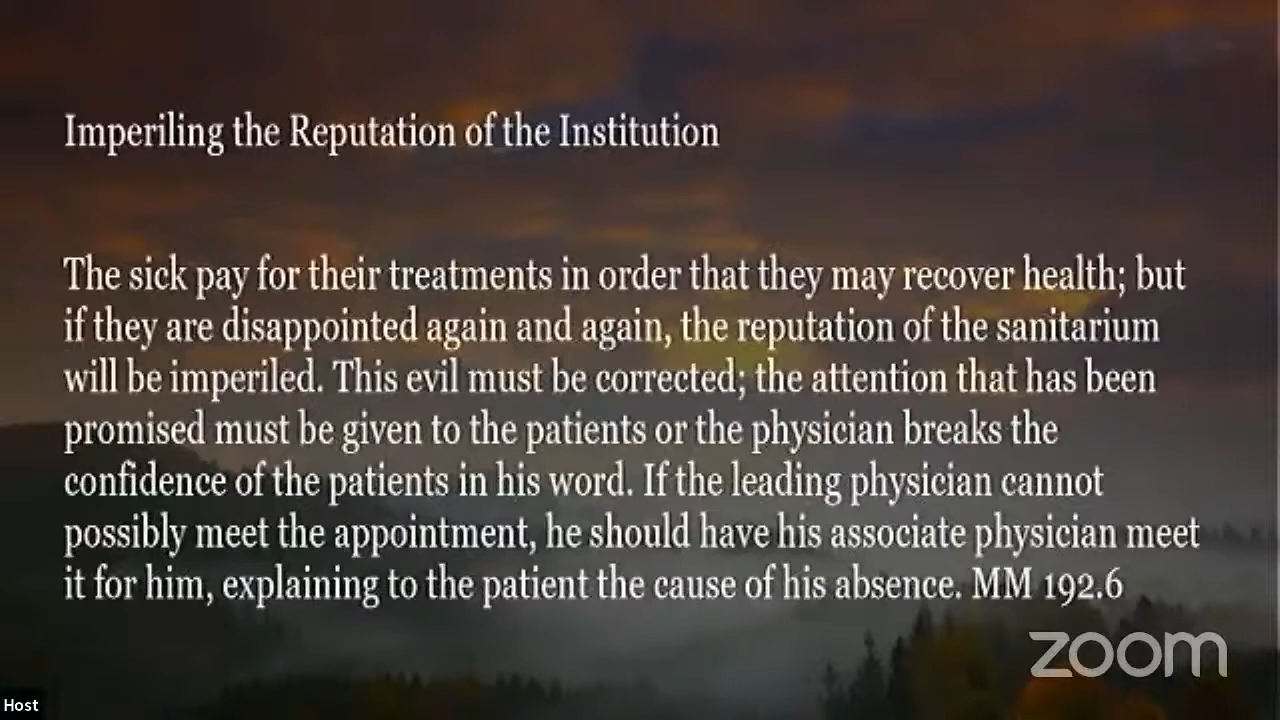 Imperiling the Reputation of the Institution
The sick pay for their treatments in order that they may recover health; but
if they are disappointed again and again, the reputation of the sanitarium
will be imperiled. This evil must be corrected; the attention that has been
promised must be given to the patients or the physician breaks the
confidence of the patients in his word. If the leading physician cannot
possibly meet the appointment, he should have his associate physician meet
it for him, explaining to the patient the cause of his absence. MM 192.6
zoom
Host